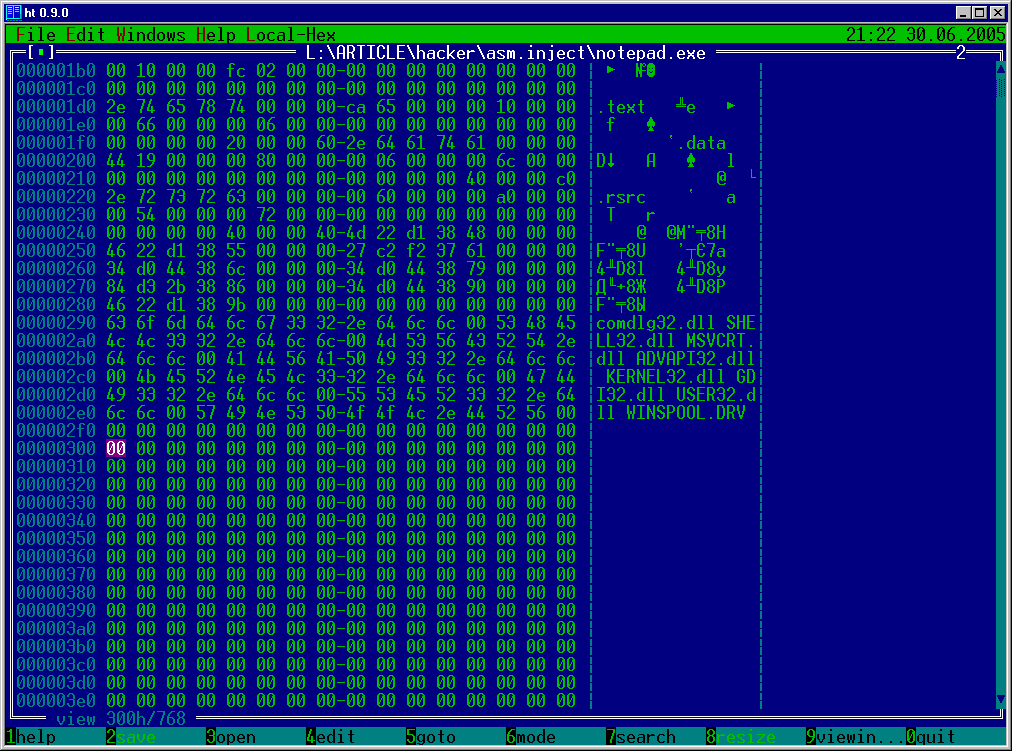 ht 0.9.0
File Edit Windows Help Local-Hex 21:22 30.06.2005
[▪] L:\ARTICLE\hacker\asm.inject\notepad.exe 2
000001b0 00 10 00 00 fc 02 00 00-00 00 00 00 00 00 00 00
000001c0 00 00 00 00 00 00 00 00-00 00 00 00 00 00 00 00
000001d0 2e 74 65 78 74 00 00 00-ca 65 00 00 00 10 00 00 .text ╩e ►
000001e0 00 66 00 00 00 06 00 00-00 00 00 00 00 00 00 00 f ♠
000001f0 00 00 00 00 20 00 00 60-2e 64 61 74 61 00 00 00 `.data
00000200 44 19 00 00 00 80 00 00-00 06 00 00 00 6c 00 00 D↓ А ♠ l
00000210 00 00 00 00 00 00 00 00-00 00 00 00 40 00 00 c0 @ └
00000220 2e 72 73 72 63 00 00 00-00 60 00 00 00 a0 00 00 .rsrc ` а
00000230 00 54 00 00 00 72 00 00-00 00 00 00 00 00 00 00 T r
00000240 00 00 00 00 40 00 00 40-4d 22 d1 38 48 00 00 00 @ @M"╤8H
00000250 46 22 d1 38 55 00 00 00-27 c2 f2 37 61 00 00 00 F"╤8U '┬Є7a
00000260 34 d0 44 38 6c 00 00 00-34 d0 44 38 79 00 00 00 4╨D8l 4╨D8y
00000270 84 d3 2b 38 86 00 00 00-34 d0 44 38 90 00 00 00 Д╙+8Ж 4╨D8Р
00000280 46 22 d1 38 9b 00 00 00-00 00 00 00 00 00 00 00 F"╤8Ы
00000290 63 6f 6d 64 6c 67 33 32-2e 64 6c 6c 00 53 48 45 comdlg32.dll SHE
000002a0 4c 4c 33 32 2e 64 6c 6c-00 4d 53 56 43 52 54 2e LL32.dll MSVCRT.
000002b0 64 6c 6c 00 41 44 56 41-50 49 33 32 2e 64 6c 6c dll ADVAPI32.dll
000002c0 00 4b 45 52 4e 45 4c 33-32 2e 64 6c 6c 00 47 44 KERNEL32.dll GD
000002d0 49 33 32 2e 64 6c 6c 00-55 53 45 52 33 32 2e 64 I32.dll USER32.d
000002e0 6c 6c 00 57 49 4e 53 50-4f 4f 4c 2e 44 52 56 00 ll WINSPOOL.DRV
000002f0 00 00 00 00 00 00 00 00-00 00 00 00 00 00 00 00
00000300 00 00 00 00 00 00 00 00-00 00 00 00 00 00 00 00
00000310 00 00 00 00 00 00 00 00-00 00 00 00 00 00 00 00
00000320 00 00 00 00 00 00 00 00-00 00 00 00 00 00 00 00
00000330 00 00 00 00 00 00 00 00-00 00 00 00 00 00 00 00
00000340 00 00 00 00 00 00 00 00-00 00 00 00 00 00 00 00
00000350 00 00 00 00 00 00 00 00-00 00 00 00 00 00 00 00
00000360 00 00 00 00 00 00 00 00-00 00 00 00 00 00 00 00
00000370 00 00 00 00 00 00 00 00-00 00 00 00 00 00 00 00
00000380 00 00 00 00 00 00 00 00-00 00 00 00 00 00 00 00
00000390 00 00 00 00 00 00 00 00-00 00 00 00 00 00 00 00
000003a0 00 00 00 00 00 00 00 00-00 00 00 00 00 00 00 00
000003b0 00 00 00 00 00 00 00 00-00 00 00 00 00 00 00 00
000003c0 00 00 00 00 00 00 00 00-00 00 00 00 00 00 00 00
000003d0 00 00 00 00 00 00 00 00-00 00 00 00 00 00 00 00
000003e0 00 00 00 00 00 00 00 00-00 00 00 00 00 00 00 00
view 300h/768
1help 2save 3open 4edit 5goto 6mode 7search 8resize 9viewin... 0quit